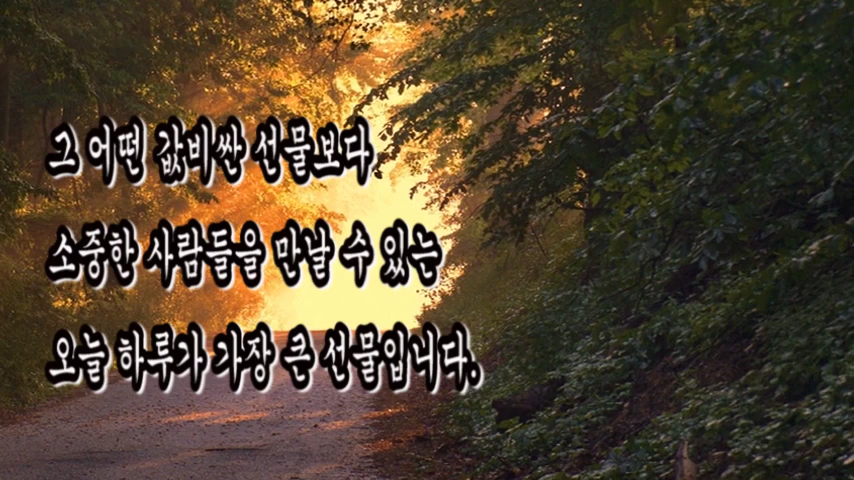 그 어떤 값비싼 선물보다
소중한 사람들을 만날 수 있는
오늘 하루가 가장 큰 선물입니다.